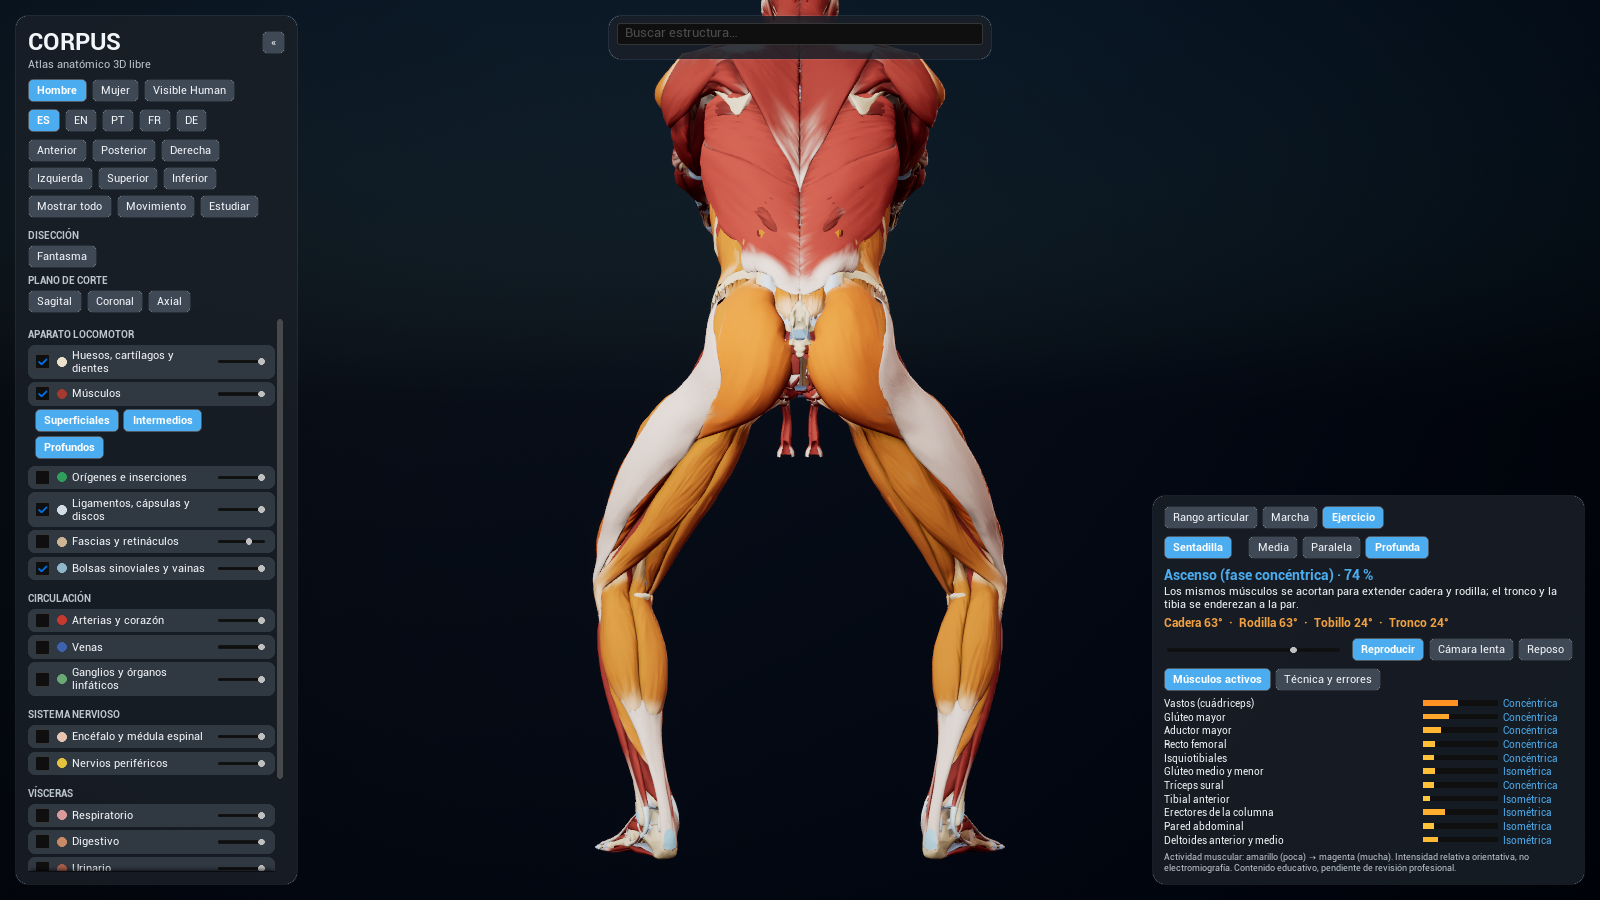 CORPUS
«
Atlas anatómico 3D libre
Hombre Mujer Visible Human
ES EN PT FR DE
Anterior Posterior Derecha
Izquierda Superior Inferior
Mostrar todo Movimiento Estudiar
DISECCIÓN
Fantasma
PLANO DE CORTE
Sagital Coronal Axial
APARATO LOCOMOTOR
Huesos, cartílagos y
dientes
Músculos
Superficiales Intermedios
Profundos
Orígenes e inserciones
Ligamentos, cápsulas y
discos
Fascias y retináculos
Bolsas sinoviales y vainas
CIRCULACIÓN
Arterias y corazón
Venas
Ganglios y órganos
linfáticos
SISTEMA NERVIOSO
Encéfalo y médula espinal
Nervios periféricos
VÍSCERAS
Respiratorio
Digestivo
Urinario
Buscar estructura...
Rango articular Marcha Ejercicio
Sentadilla Media Paralela Profunda
Ascenso (fase concéntrica) · 74 %
Los mismos músculos se acortan para extender cadera y rodilla; el tronco y la
tibia se enderezan a la par.
Cadera 63° · Rodilla 63° · Tobillo 24° · Tronco 24°
Reproducir Cámara lenta Reposo
Músculos activos Técnica y errores
Vastos (cuádriceps) Concéntrica
Glúteo mayor Concéntrica
Aductor mayor Concéntrica
Recto femoral Concéntrica
Isquiotibiales Concéntrica
Glúteo medio y menor Isométrica
Tríceps sural Concéntrica
Tibial anterior Isométrica
Erectores de la columna Isométrica
Pared abdominal Isométrica
Deltoides anterior y medio Isométrica
Actividad muscular: amarillo (poca) → magenta (mucha). Intensidad relativa orientativa, no
electromiografía. Contenido educativo, pendiente de revisión profesional.